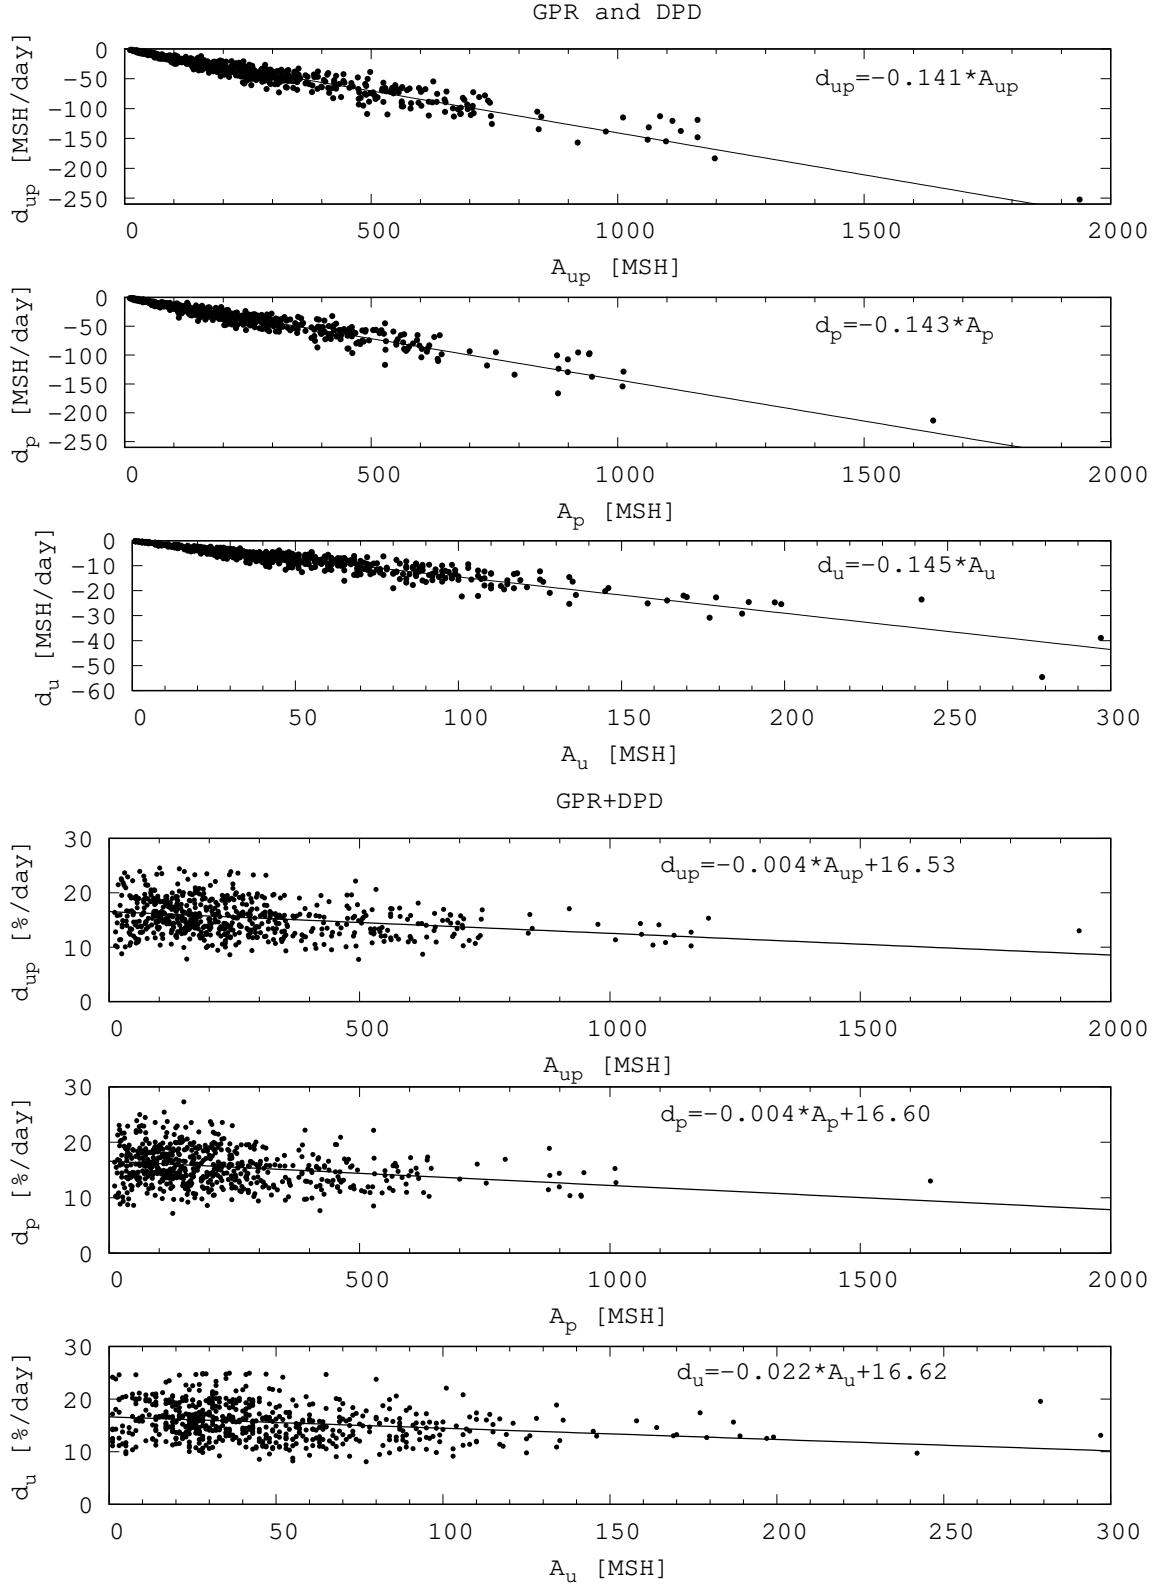 GPR and DPD
d_up [MSH/day]
0
−50
−100
−150
−200
−250
d_up=−0.141*A_up
0 500 1000 1500 2000
A_up [MSH]
d_p [MSH/day]
0
−50
−100
−150
−200
−250
d_p=−0.143*A_p
0 500 1000 1500 2000
A_p [MSH]
d_u [MSH/day]
0
−10
−20
−30
−40
−50
−60
d_u=−0.145*A_u
0 50 100 150 200 250 300
A_u [MSH]
GPR+DPD
d_up [%/day]
30
20
10
0
d_up=−0.004*A_up+16.53
0 500 1000 1500 2000
A_up [MSH]
d_p [%/day]
30
20
10
0
d_p=−0.004*A_p+16.60
0 500 1000 1500 2000
A_p [MSH]
d_u [%/day]
30
20
10
0
d_u=−0.022*A_u+16.62
0 50 100 150 200 250 300
A_u [MSH]